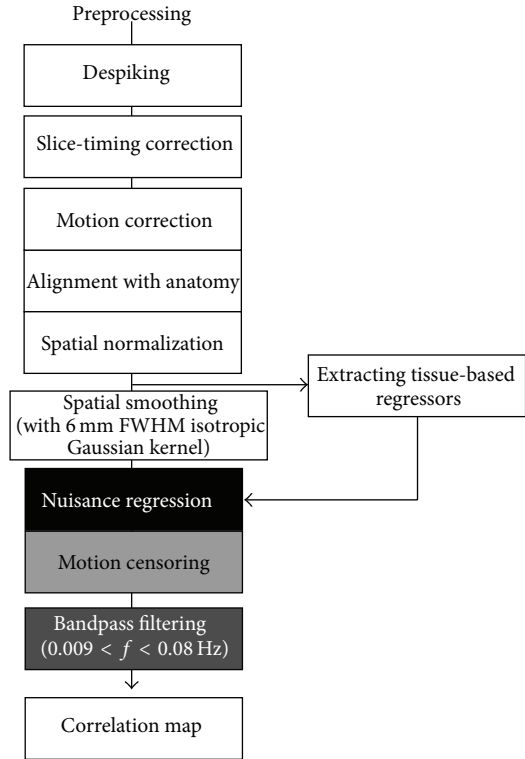 Preprocessing
Despiking
Slice-timing correction
Motion correction
Alignment with anatomy
Spatial normalization
Extracting tissue-based
regressors
Spatial smoothing
(with 6 mm FWHM isotropic
Gaussian kernel)
Nuisance regression
Motion censoring
Bandpass filtering
(0.009 < f < 0.08 Hz)
Correlation map